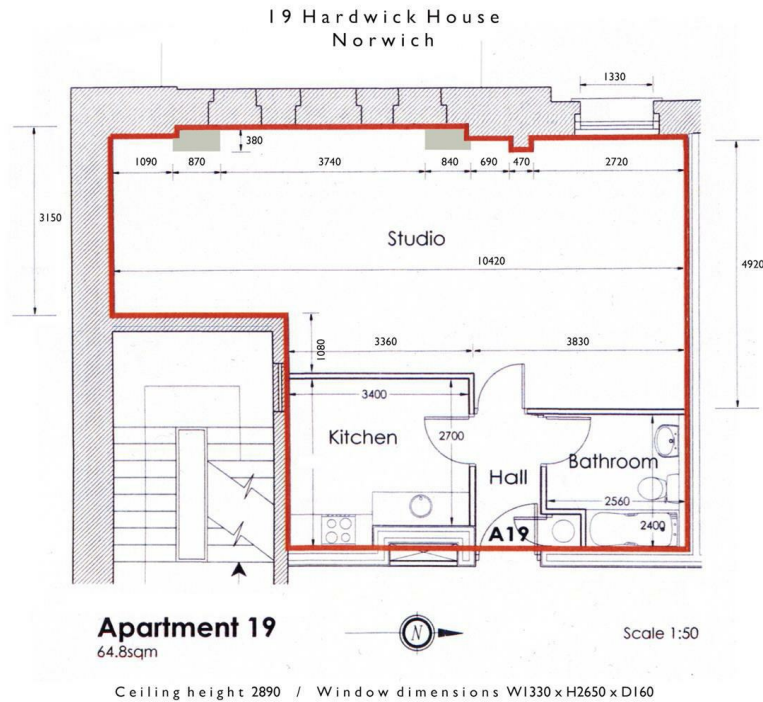 19 Hardwick House
Norwich
1330
380
1090 870 3740 840 690 470 2720
3150
Studio
10420
4920
1080
3360 3830
3400
Kitchen
2700
Hall
Bathroom
2560
2400
A19
Apartment 19
64.8sqm
N
Scale 1:50
Ceiling height 2890 / Window dimensions W1330 x H2650 x D160